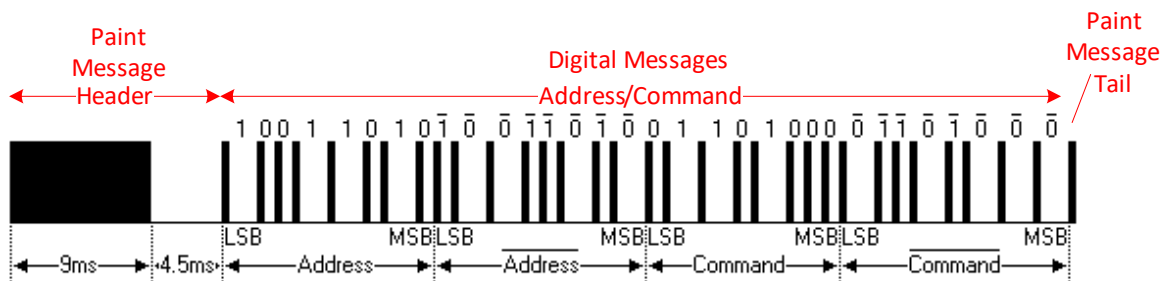 Paint
Message
Header
Digital Messages
Address/Command
Paint
Message
Tail
1 0 0 1 1 0 1 0 1̅ 0̅ 0̅ 1̅ 1̅ 0̅ 1̅ 0̅ 0 1 1 0 1 0 0 0 0̅ 1̅ 1̅ 0̅ 1̅ 0̅ 0̅ 0̅
LSB MSB LSB MSB LSB MSB LSB MSB
9ms 4.5ms Address A̅d̅d̅r̅e̅s̅s̅ Command C̅o̅m̅m̅a̅n̅d̅